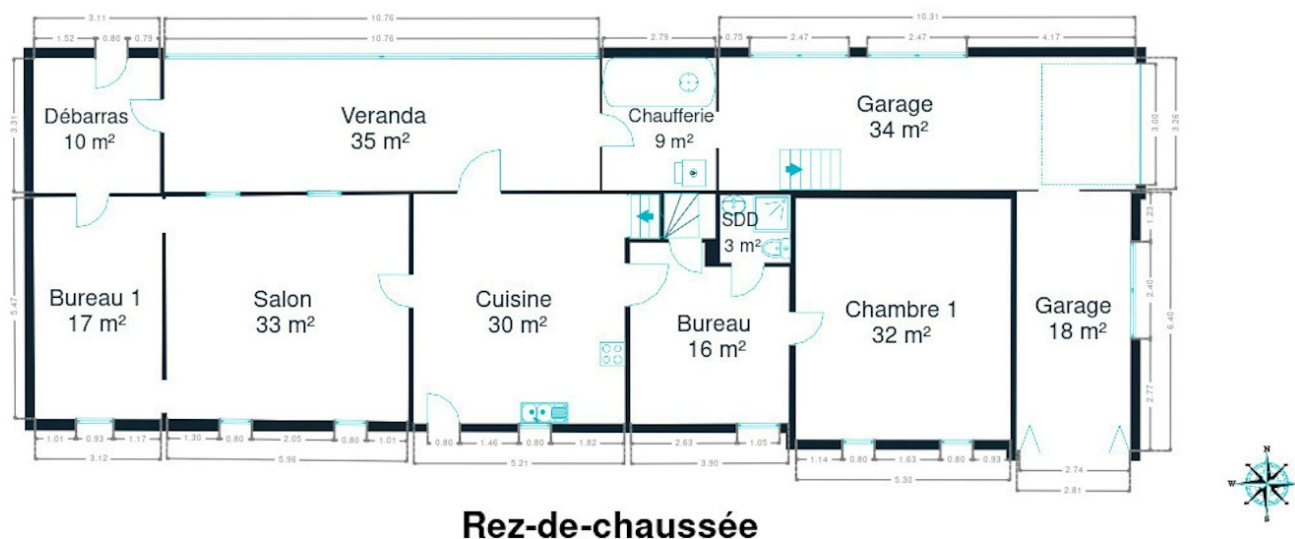 3.11
10.76
10.31
1.52
0.80
0.79
10.76
2.79
0.75
2.47
2.47
4.17
3.31
Débarras
10 m²
Veranda
35 m²
Chaufferie
9 m²
Garage
34 m²
3.00
3.26
SDD
3 m²
1.23
5.47
Bureau 1
17 m²
Salon
33 m²
Cuisine
30 m²
Bureau
16 m²
Chambre 1
32 m²
Garage
18 m²
2.40
6.40
2.77
1.01
0.93
1.17
1.30
0.80
2.05
0.80
1.01
0.80
1.46
0.80
1.82
2.63
1.05
1.14
0.80
1.63
0.80
0.93
3.12
5.96
5.21
3.90
5.30
2.74
2.81
N
W
E
S
Rez-de-chaussée